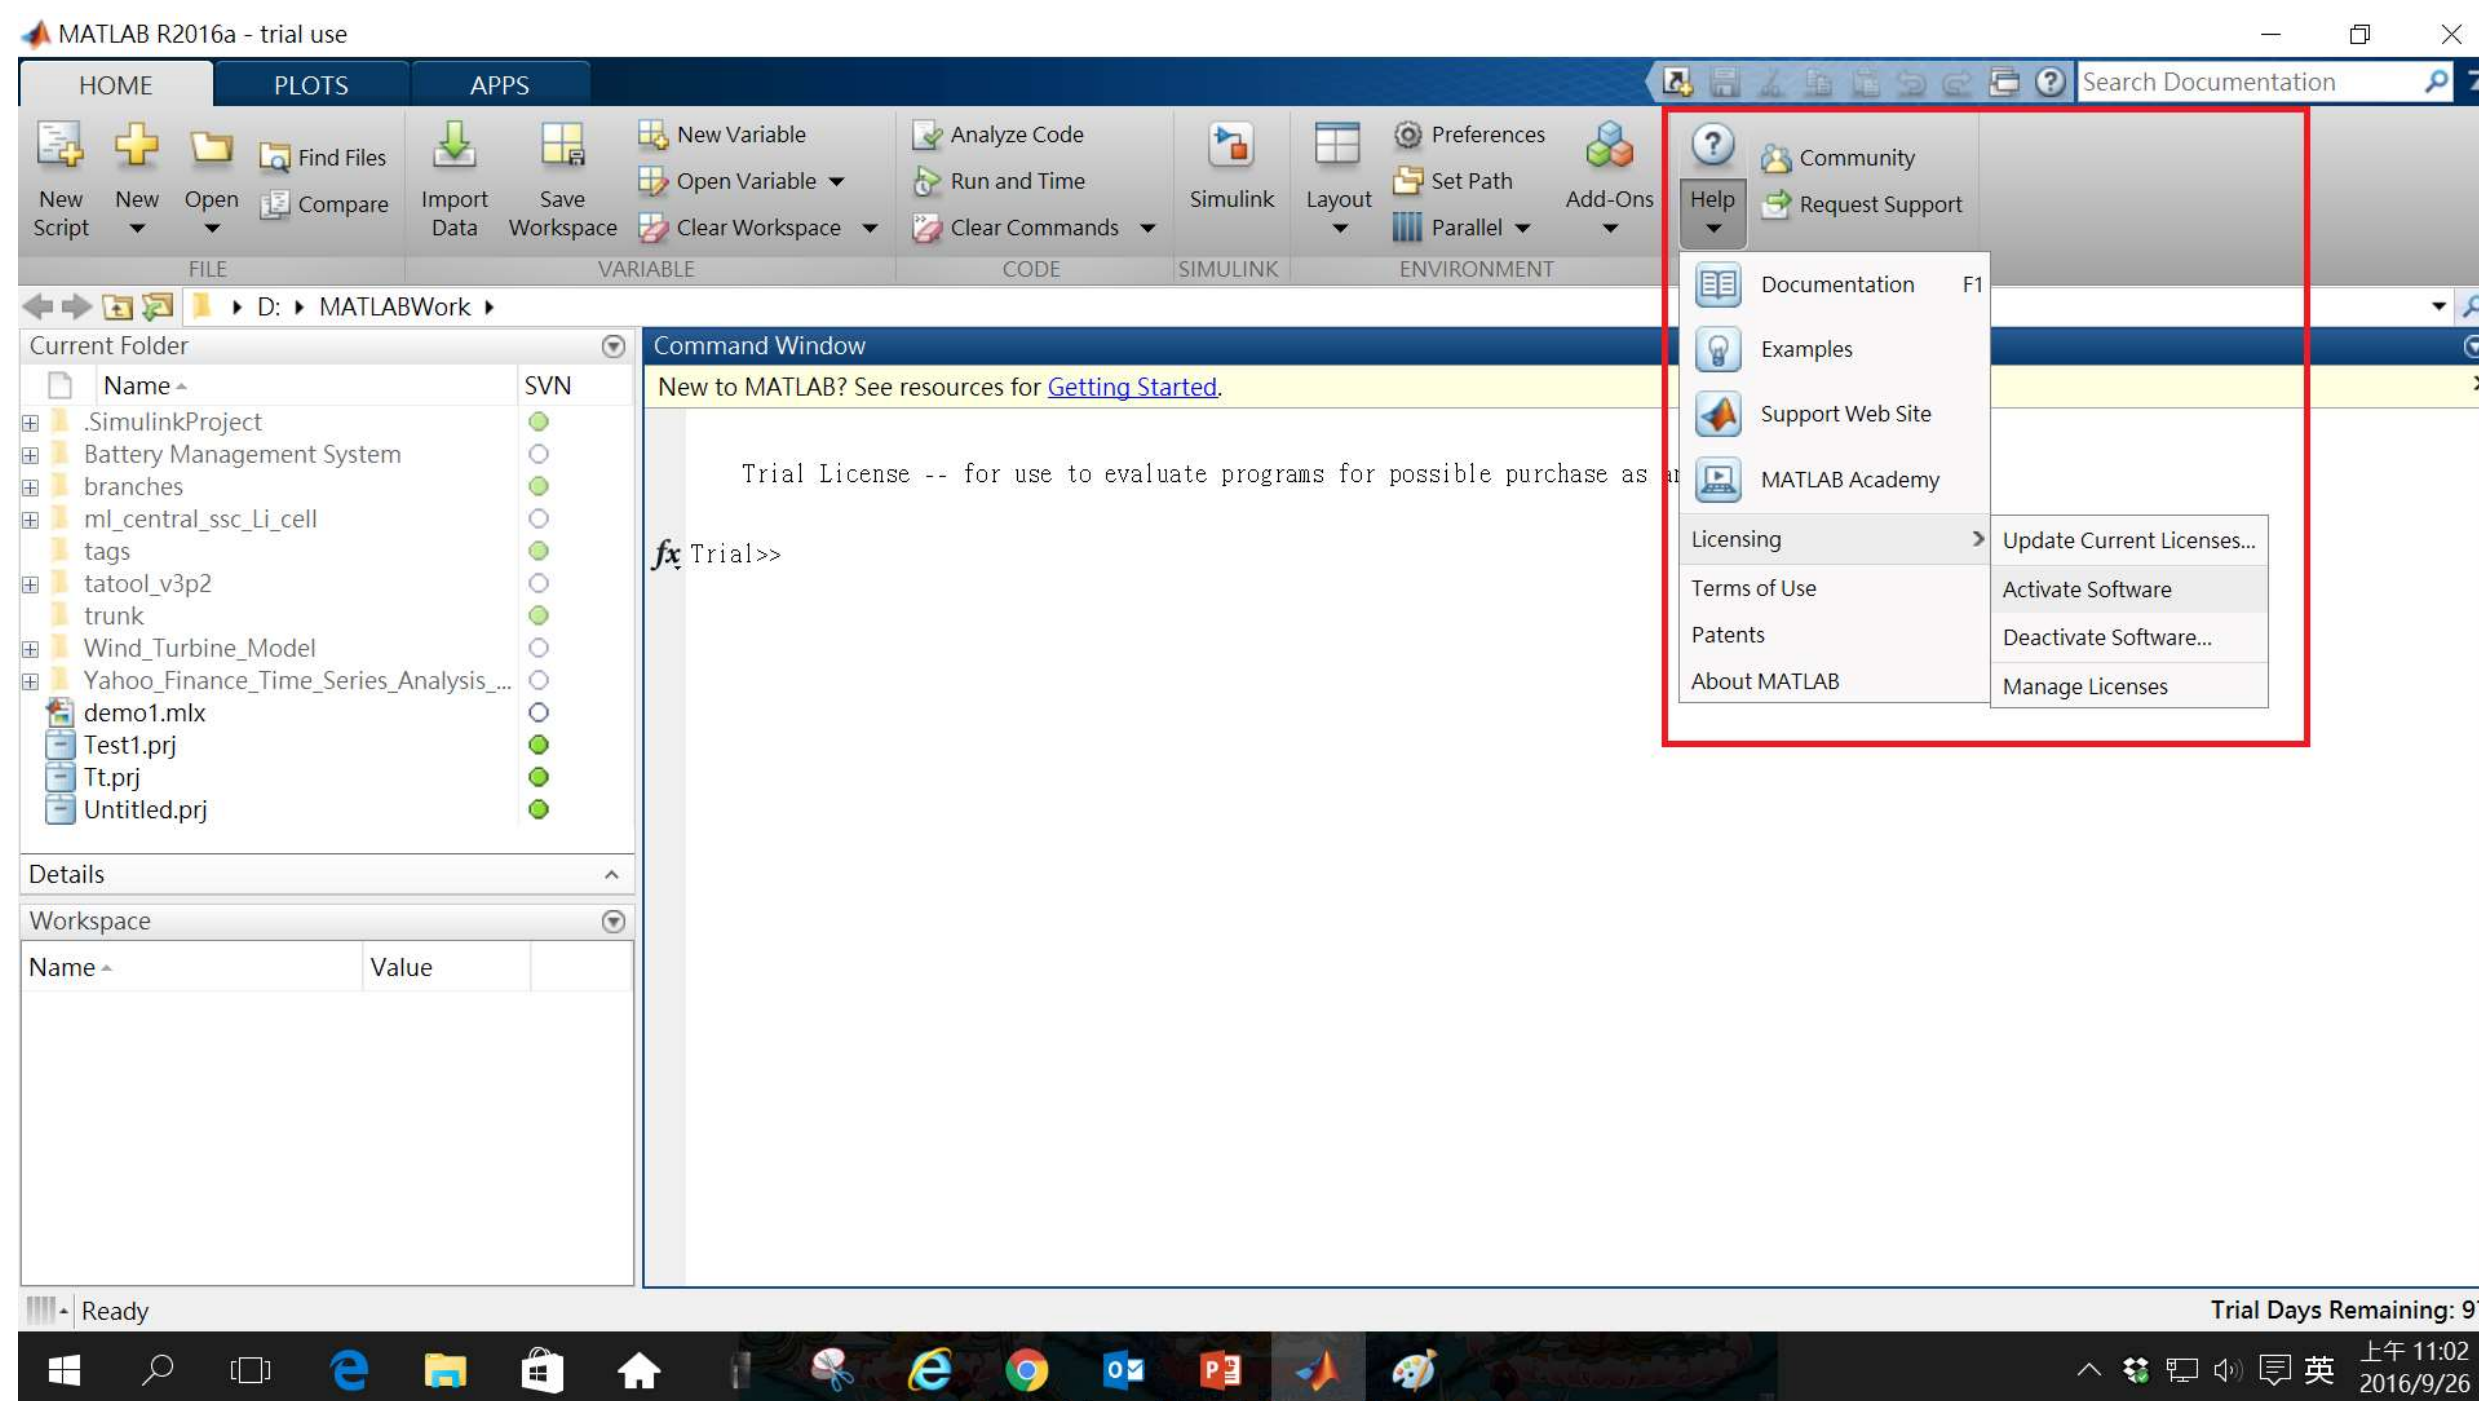 MATLAB R2016a - trial use
HOME PLOTS APPS
Search Documentation
New Script
New
Open
Find Files
Compare
Import Data
Save Workspace
New Variable
Open Variable
Clear Workspace
Analyze Code
Run and Time
Clear Commands
Simulink
Layout
Preferences
Set Path
Parallel
Add-Ons
Help
Community
Request Support
FILE VARIABLE CODE SIMULINK ENVIRONMENT
D: MATLABWork
Documentation F1
Examples
Support Web Site
MATLAB Academy
Licensing
Terms of Use
Patents
About MATLAB
Update Current Licenses...
Activate Software
Deactivate Software...
Manage Licenses
Current Folder
Name SVN
.SimulinkProject
Battery Management System
branches
ml_central_ssc_Li_cell
tags
tatool_v3p2
trunk
Wind_Turbine_Model
Yahoo_Finance_Time_Series_Analysis_...
demo1.mlx
Test1.prj
Tt.prj
Untitled.prj
Details
Workspace
Name Value
Command Window
New to MATLAB? See resources for Getting Started.
Trial License -- for use to evaluate programs for possible purchase as
fx Trial>>
Ready
Trial Days Remaining:
英
上午 11:02
2016/9/26